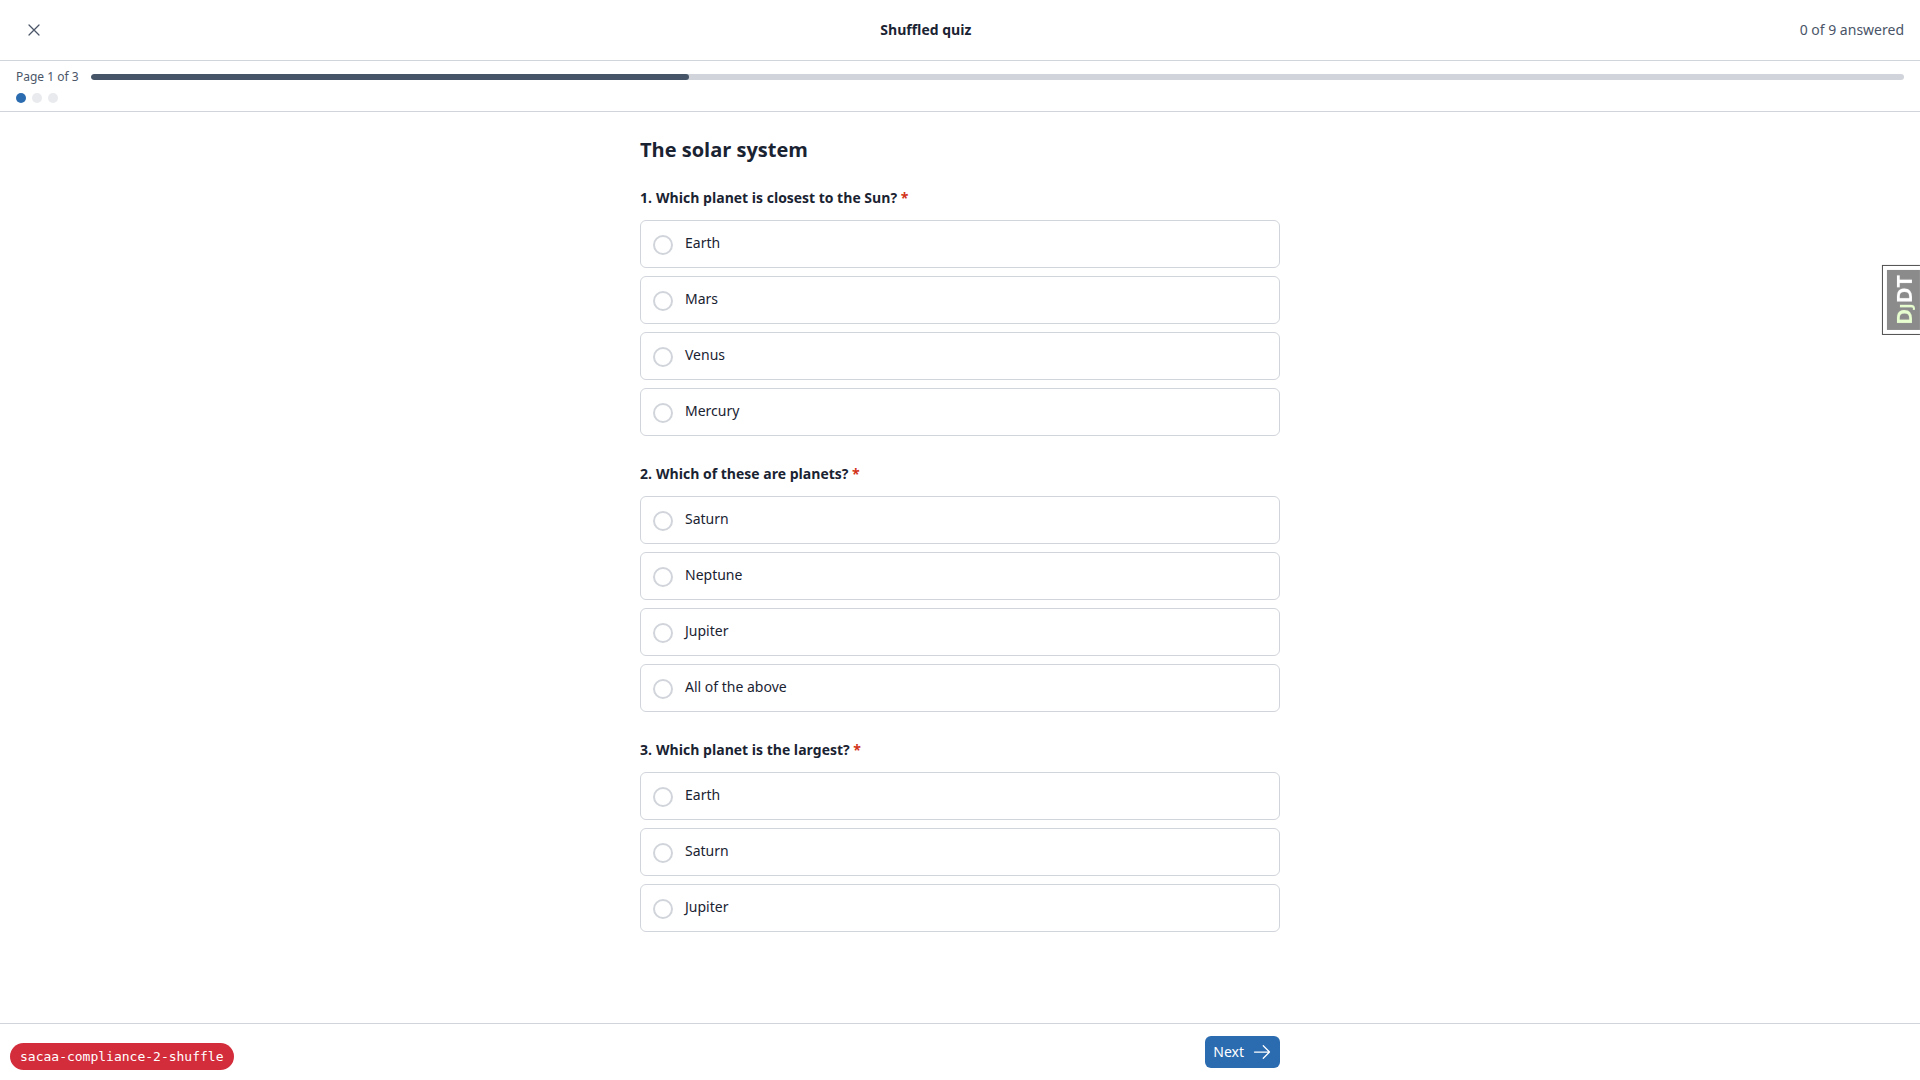 Shuffled quiz
0 of 9 answered
Page 1 of 3
The solar system
1. Which planet is closest to the Sun? *
Earth
Mars
Venus
Mercury
2. Which of these are planets? *
Saturn
Neptune
Jupiter
All of the above
3. Which planet is the largest? *
Earth
Saturn
Jupiter
DJDT
sacaa-compliance-2-shuffle
Next